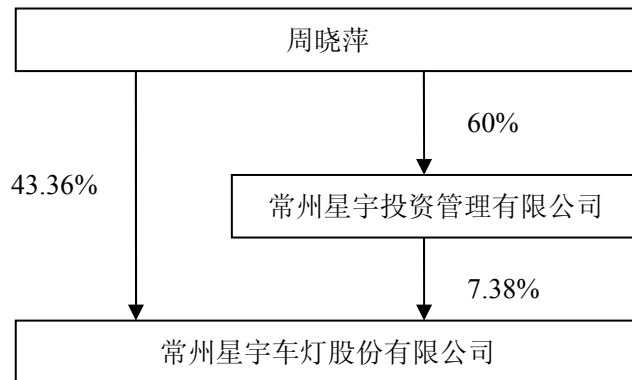 周晓萍
60%
43.36%
常州星宇投资管理有限公司
7.38%
常州星宇车灯股份有限公司